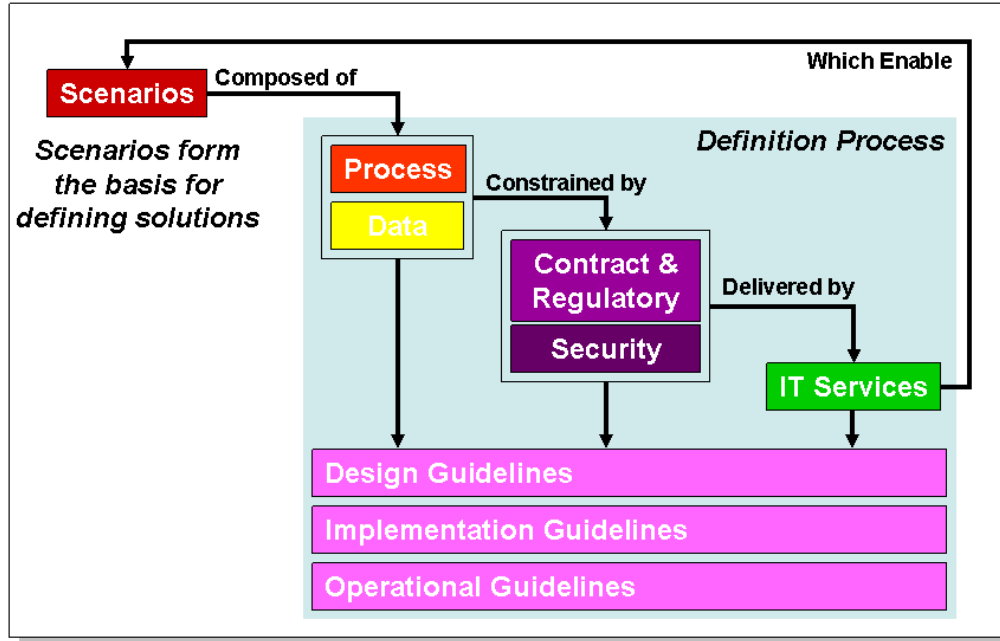 Which Enable
Scenarios
Composed of
Scenarios form
the basis for
defining solutions
Definition Process
Process
Data
Constrained by
Contract &
Regulatory
Security
Delivered by
IT Services
Design Guidelines
Implementation Guidelines
Operational Guidelines